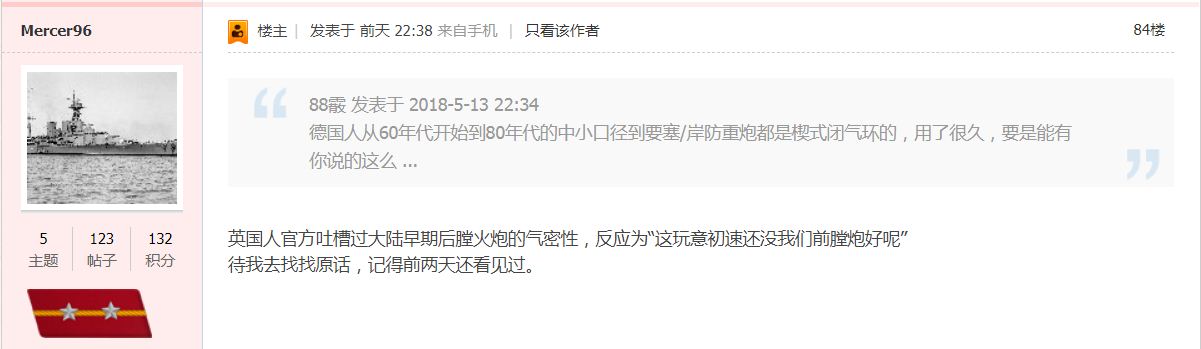 Mercer96
楼主 | 发表于 前天 22:38 来自手机 | 只看该作者
84楼
88霰 发表于 2018-5-13 22:34
德国人从60年代开始到80年代的中小口径到要塞/岸防重炮都是楔式闭气环的，用了很久，要是能有
你说的这么 ...
5 123 132
主题 帖子 积分
英国人官方吐槽过大陆早期后膛火炮的气密性，反应为“这玩意初速还没我们前膛炮好呢”
待我去找找原话，记得前两天还看见过。